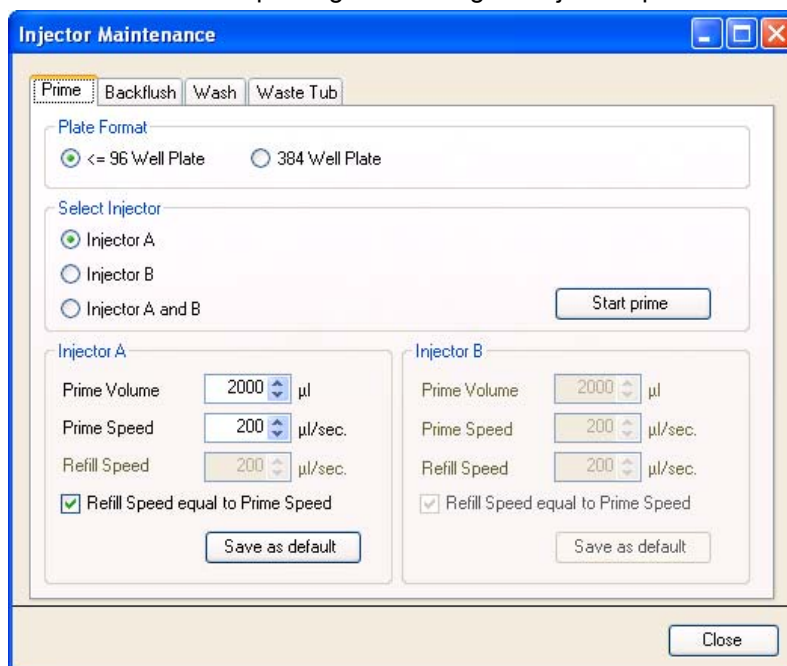 Injector Maintenance
Prime Backflush Wash Waste Tub
Plate Format
<= 96 Well Plate 384 Well Plate
Select Injector
Injector A
Injector B
Injector A and B
Start prime
Injector A
Prime Volume 2000 µl
Prime Speed 200 µl/sec.
Refill Speed 200 µl/sec.
Refill Speed equal to Prime Speed
Save as default
Injector B
Prime Volume 2000 µl
Prime Speed 200 µl/sec.
Refill Speed 200 µl/sec.
Refill Speed equal to Prime Speed
Save as default
Close